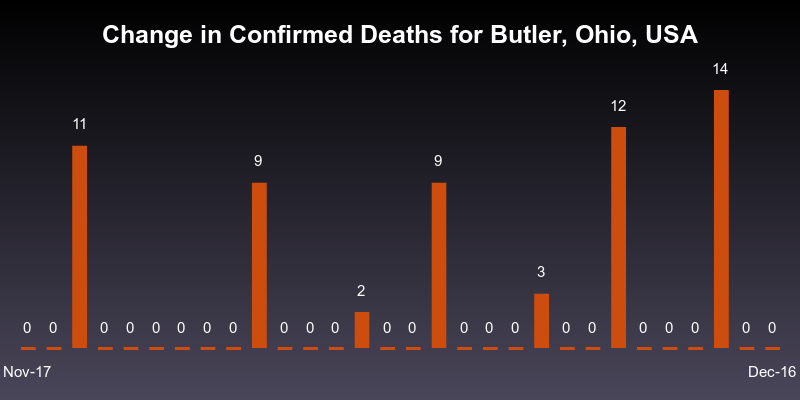 Change in Confirmed Deaths for Butler, Ohio, USA
0 0 11 0 0 0 0 0 0 9 0 0 0 2 0 0 9 0 0 0 3 0 0 12 0 0 0 14 0 0
Nov-17 Dec-16